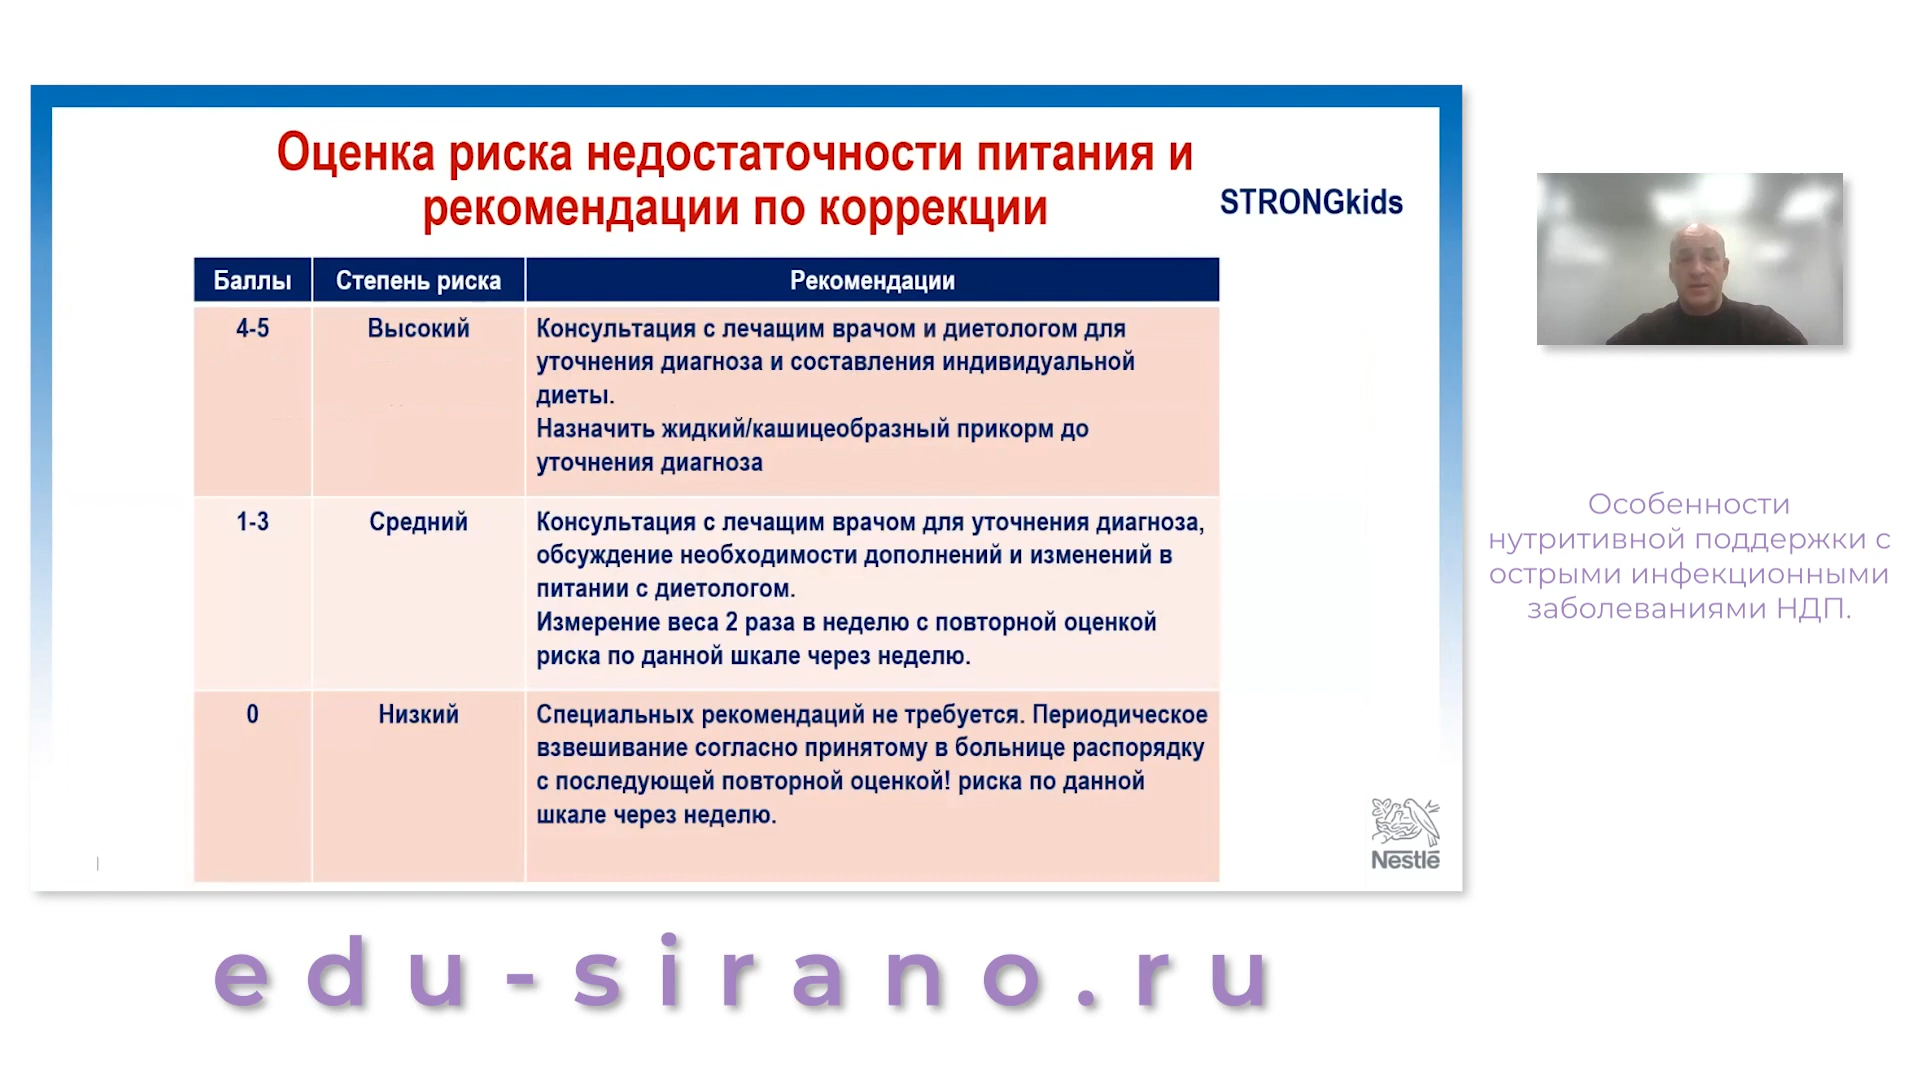 Оценка риска недостаточности питания и
рекомендации по коррекции
STRONGkids
Баллы
Степень риска
Рекомендации
4-5
Высокий
Консультация с лечащим врачом и диетологом для
уточнения диагноза и составления индивидуальной
диеты.
Назначить жидкий/кашицеобразный прикорм до
уточнения диагноза
1-3
Средний
Консультация с лечащим врачом для уточнения диагноза,
обсуждение необходимости дополнений и изменений в
питании с диетологом.
Измерение веса 2 раза в неделю с повторной оценкой
риска по данной шкале через неделю.
0
Низкий
Специальных рекомендаций не требуется. Периодическое
взвешивание согласно принятому в больнице распорядку
с последующей повторной оценкой! риска по данной
шкале через неделю.
Nestlé
Особенности
нутритивной поддержки с
острыми инфекционными
заболеваниями НДП.
edu-sirano.ru